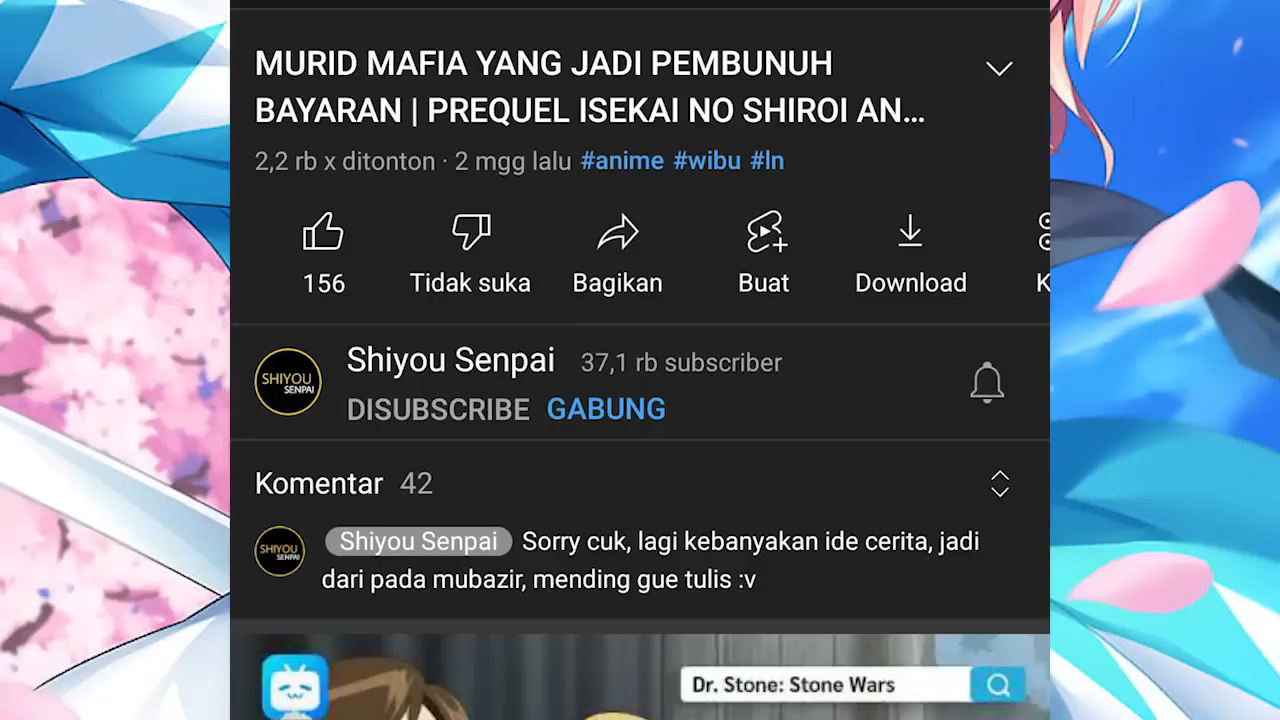 MURID MAFIA YANG JADI PEMBUNUH
BAYARAN | PREQUEL ISEKAI NO SHIROI AN...
2,2 rb x ditonton · 2 mgg lalu #anime #wibu #ln
156 Tidak suka Bagikan Buat Download K
SHIYOU
SENPAI
Shiyou Senpai 37,1 rb subscriber
DISUBSCRIBE GABUNG
Komentar 42
SHIYOU
SENPAI
Shiyou Senpai Sorry cuk, lagi kebanyakan ide cerita, jadi
dari pada mubazir, mending gue tulis :v
Dr. Stone: Stone Wars